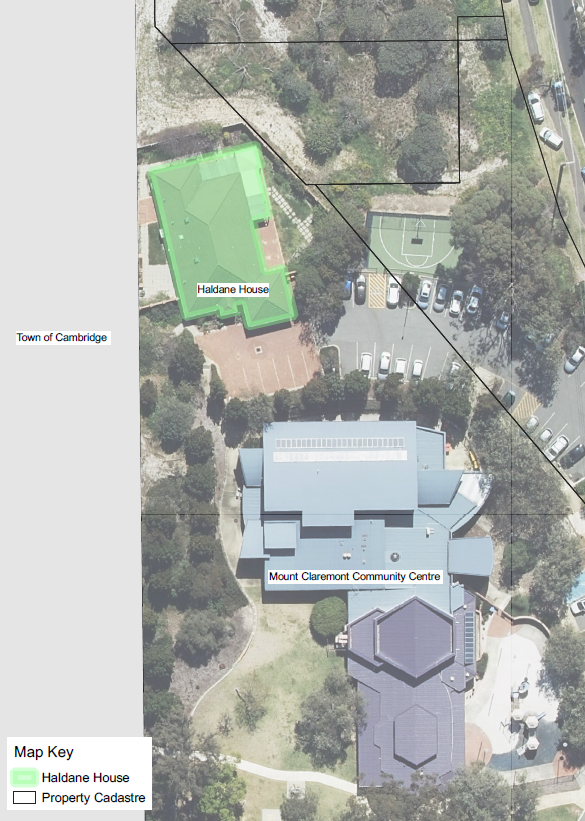 Haldane House
Town of Cambridge
Mount Claremont Community Centre
Map Key
Haldane House
Property Cadastre